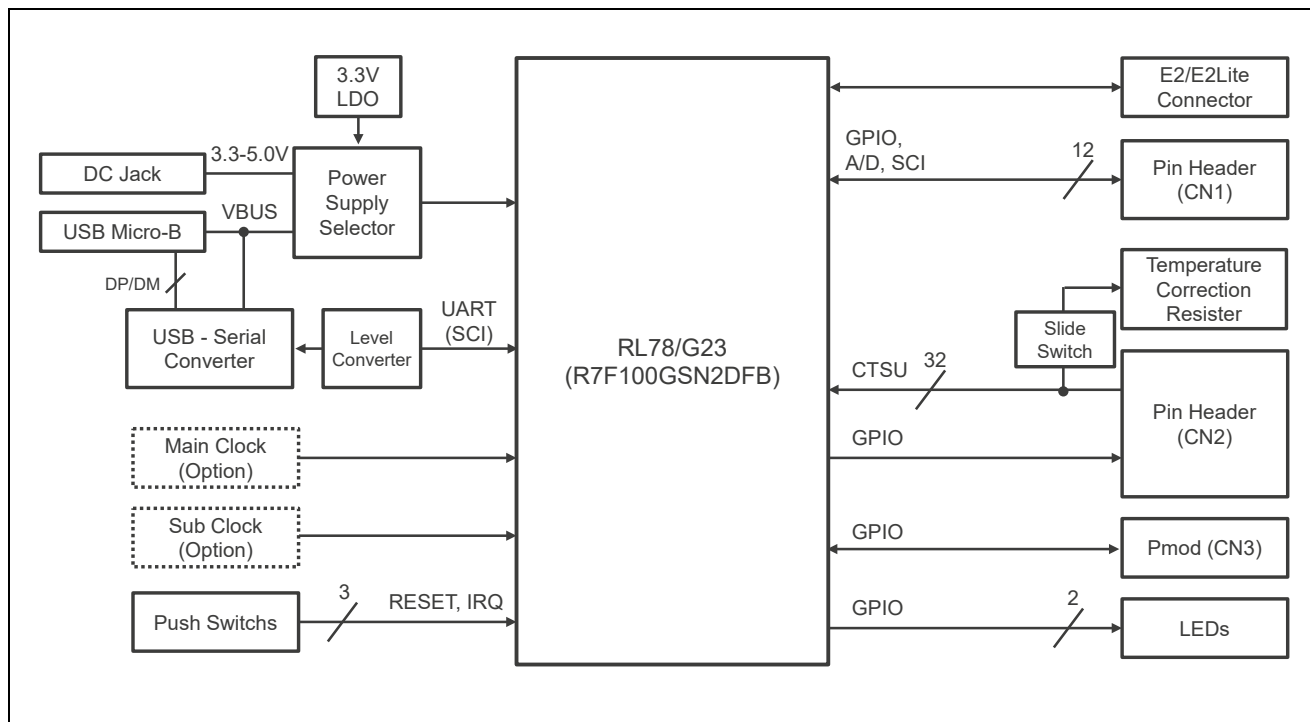 3.3V
LDO
DC Jack
3.3-5.0V
Power
Supply
Selector
USB Micro-B
VBUS
DP/DM
USB - Serial
Converter
Level
Converter
UART
(SCI)
Main Clock
(Option)
Sub Clock
(Option)
Push Switchs
3
RESET, IRQ
RL78/G23
(R7F100GSN2DFB)
E2/E2Lite
Connector
GPIO,
A/D, SCI
12
Pin Header
(CN1)
Temperature
Correction
Resister
Slide
Switch
CTSU
32
Pin Header
(CN2)
GPIO
GPIO
Pmod (CN3)
GPIO
2
LEDs